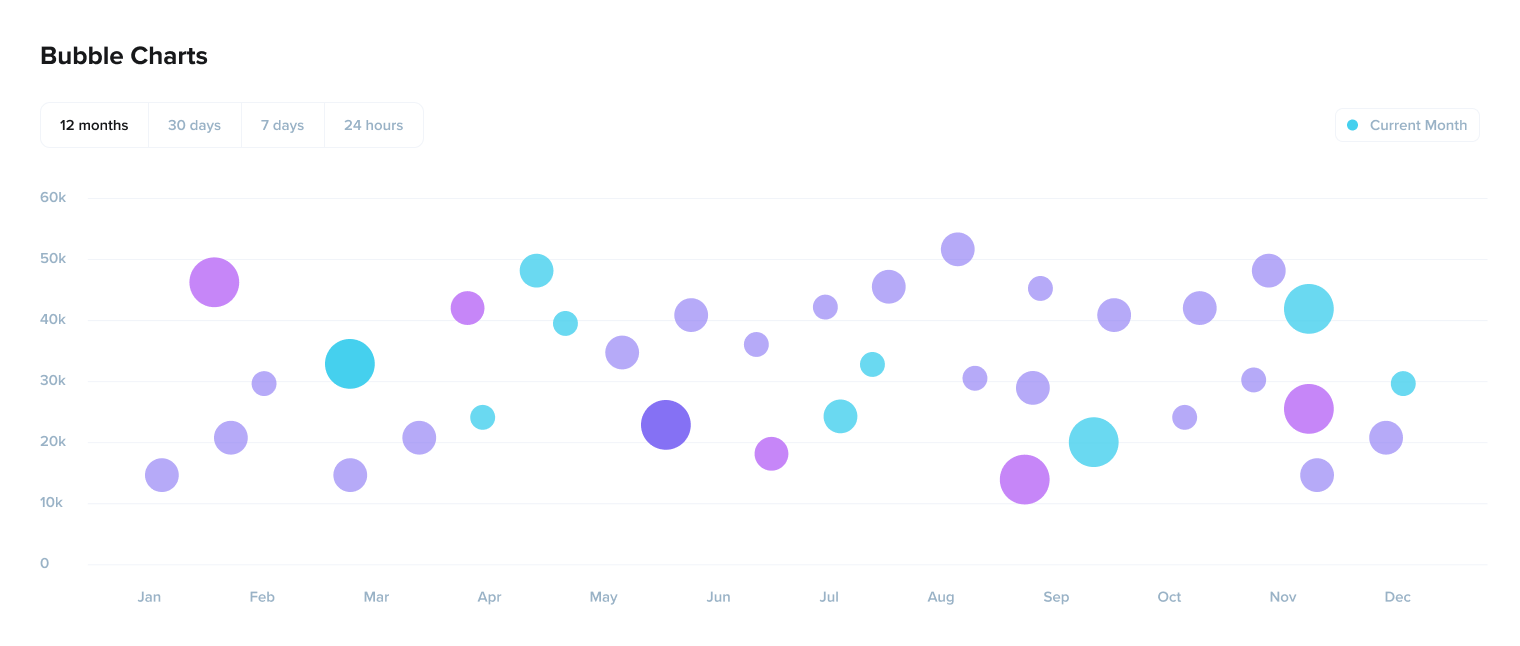 Bubble Charts
12 months 30 days 7 days 24 hours
Current Month
60k
50k
40k
30k
20k
10k
0
Jan Feb Mar Apr May Jun Jul Aug Sep Oct Nov Dec